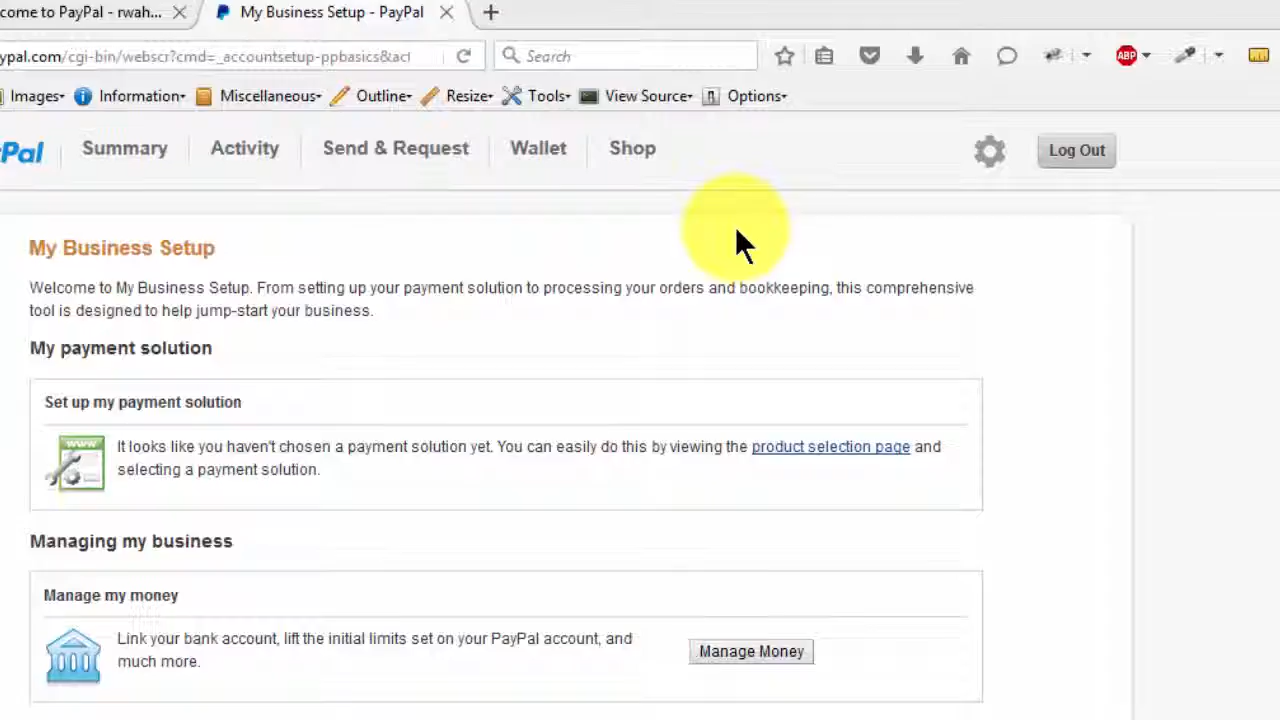 come to PayPal - rwah...
My Business Setup - PayPal
ypal.com/cgi-bin/webscr?cmd=_accountsetup-ppbasics&act
Search
ABP
Images Information Miscellaneous Outline Resize Tools View Source Options
Pal Summary Activity Send & Request Wallet Shop Log Out
My Business Setup
Welcome to My Business Setup. From setting up your payment solution to processing your orders and bookkeeping, this comprehensive
tool is designed to help jump-start your business.
My payment solution
Set up my payment solution
www
It looks like you haven't chosen a payment solution yet. You can easily do this by viewing the product selection page and
selecting a payment solution.
Managing my business
Manage my money
Link your bank account, lift the initial limits set on your PayPal account, and
much more.
Manage Money